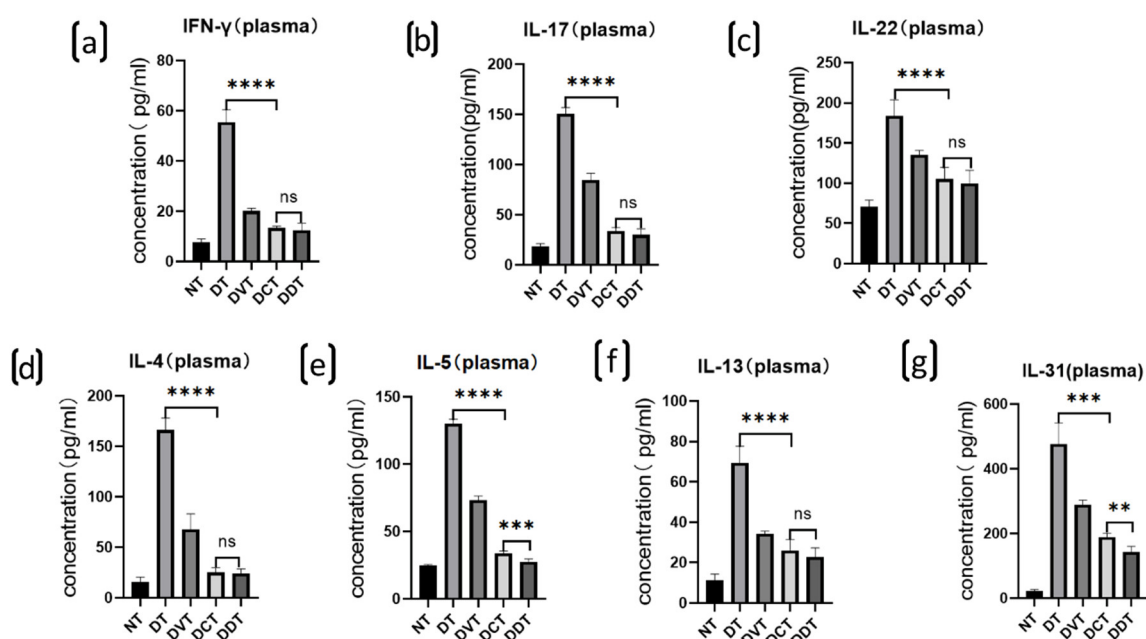 [a]
IFN-γ(plasma)
concentration( pg/ml)
80
60
40
20
0
****
ns
NT
DT
DVT
DCT
DDT
[b]
IL-17(plasma)
concentration(pg/ml)
200
150
100
50
0
****
ns
NT
DT
DVT
DCT
DDT
[c]
IL-22(plasma)
concentration(pg/ml)
250
200
150
100
50
0
****
ns
NT
DT
DVT
DCT
DDT
[d]
IL-4(plasma)
concentration(pg/ml)
200
150
100
50
0
****
ns
NT
DT
DVT
DCT
DDT
[e]
IL-5(plasma)
concentration(pg/ml)
150
100
50
0
****
***
NT
DT
DVT
DCT
DDT
[f]
IL-13(plasma)
concentration( pg/ml)
100
80
60
40
20
0
****
ns
NT
DT
DVT
DCT
DDT
[g]
IL-31(plasma)
concentration( pg/ml)
600
400
200
0
***
**
NT
DT
DVT
DCT
DDT